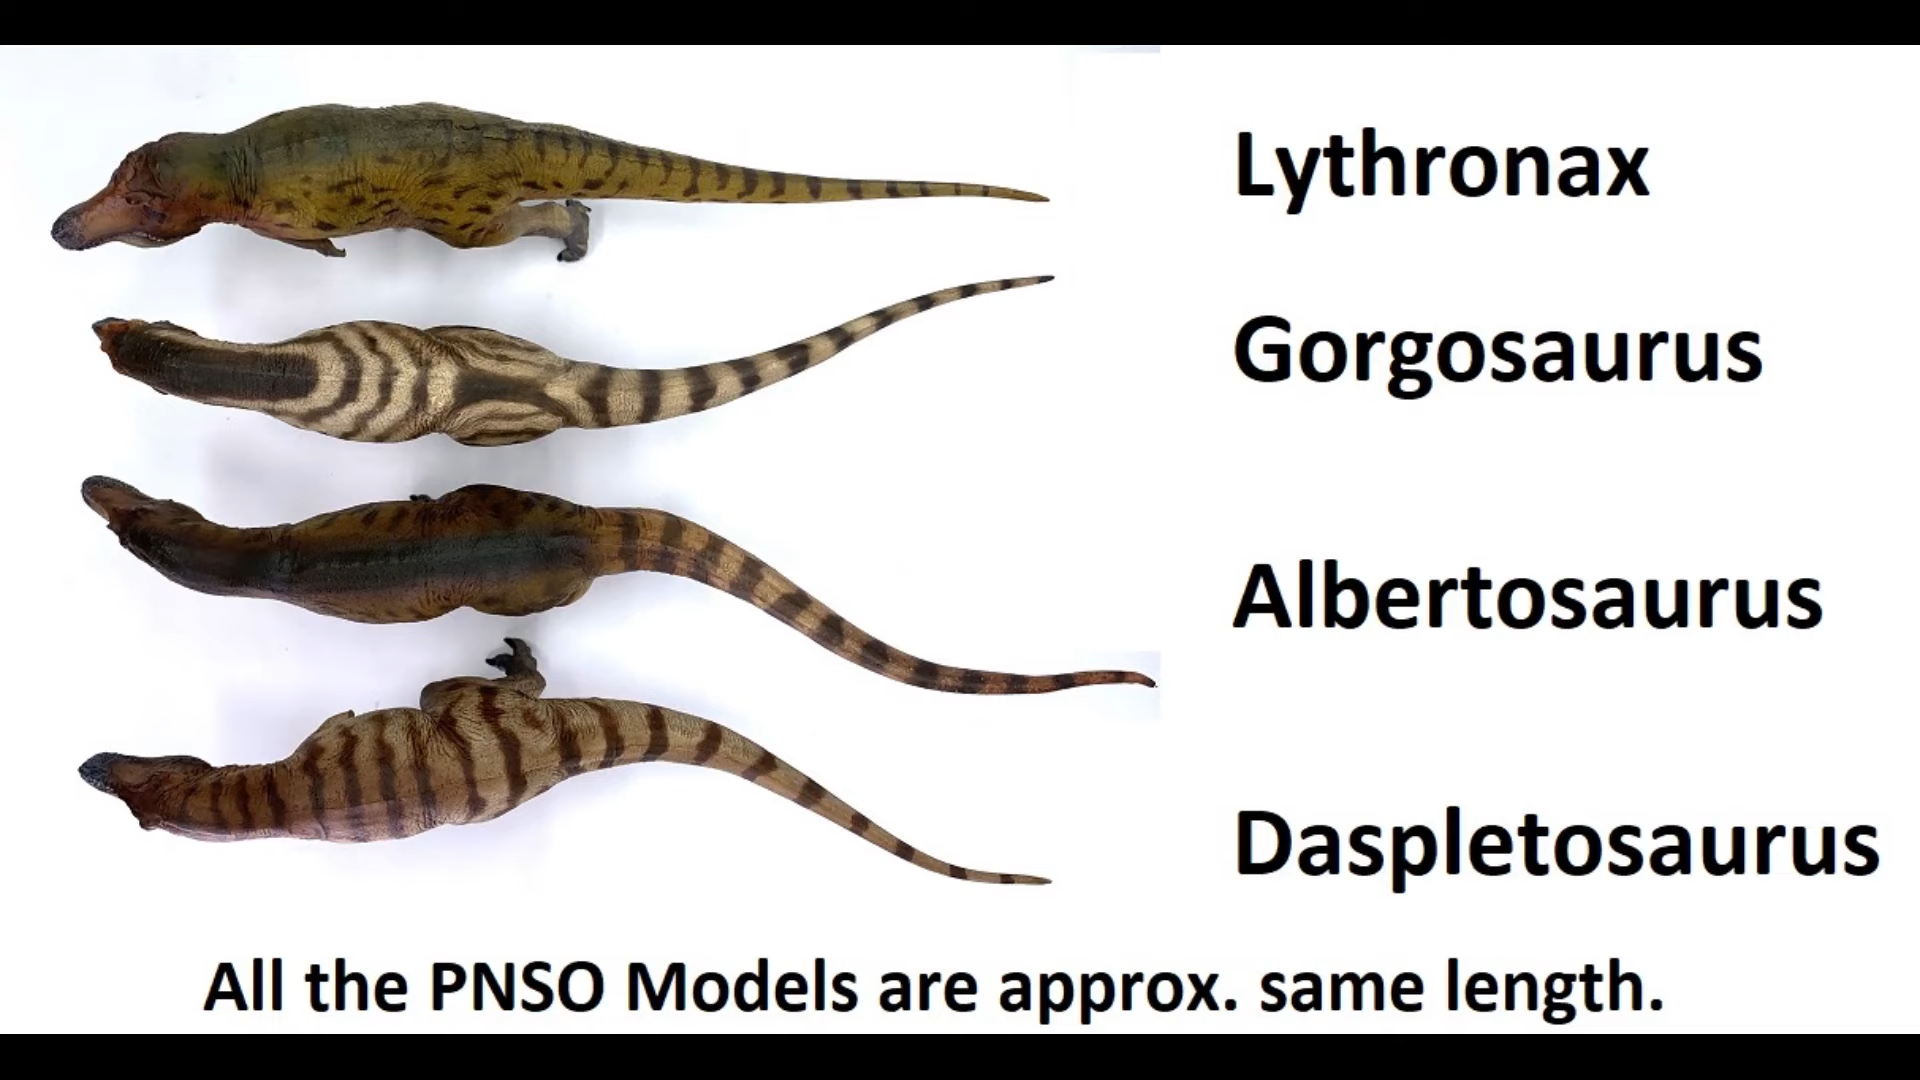 Lythronax
Gorgosaurus
Albertosaurus
Daspletosaurus
All the PNSO Models are approx. same length.